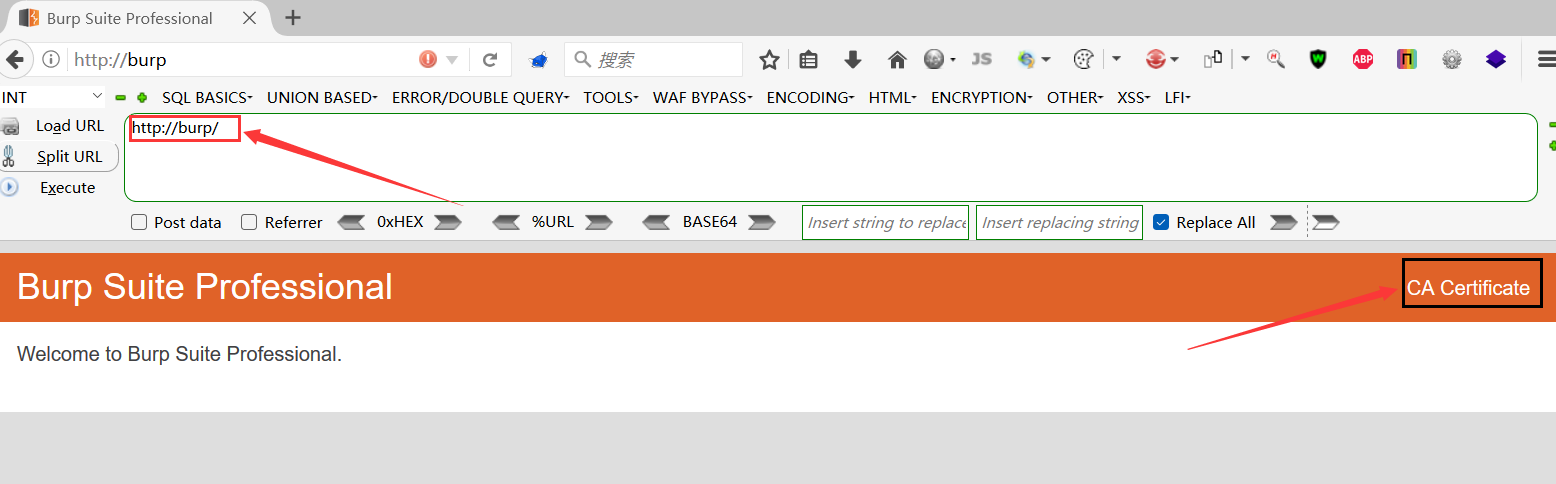 Burp Suite Professional
http://burp
搜索
JS
ABP
INT
SQL BASICS UNION BASED ERROR/DOUBLE QUERY TOOLS WAF BYPASS ENCODING HTML ENCRYPTION OTHER XSS LFI
Load URL
http://burp/
Split URL
Execute
Post data Referrer 0xHEX %URL BASE64 Insert string to replace Insert replacing string Replace All
Burp Suite Professional
CA Certificate
Welcome to Burp Suite Professional.